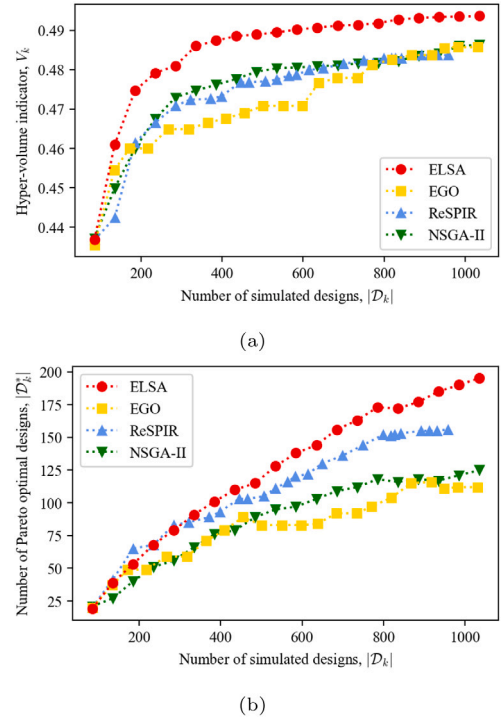 0.49
0.48
0.47
0.46
0.45
0.44
Hyper-volume indicator, V_k
ELSA
EGO
ReSPIR
NSGA-II
200 400 600 800 1000
Number of simulated designs, |𝒟_k|
(a)
200
175
150
125
100
75
50
25
Number of Pareto optimal designs, |𝒟_k^*|
ELSA
EGO
ReSPIR
NSGA-II
200 400 600 800 1000
Number of simulated designs, |𝒟_k|
(b)